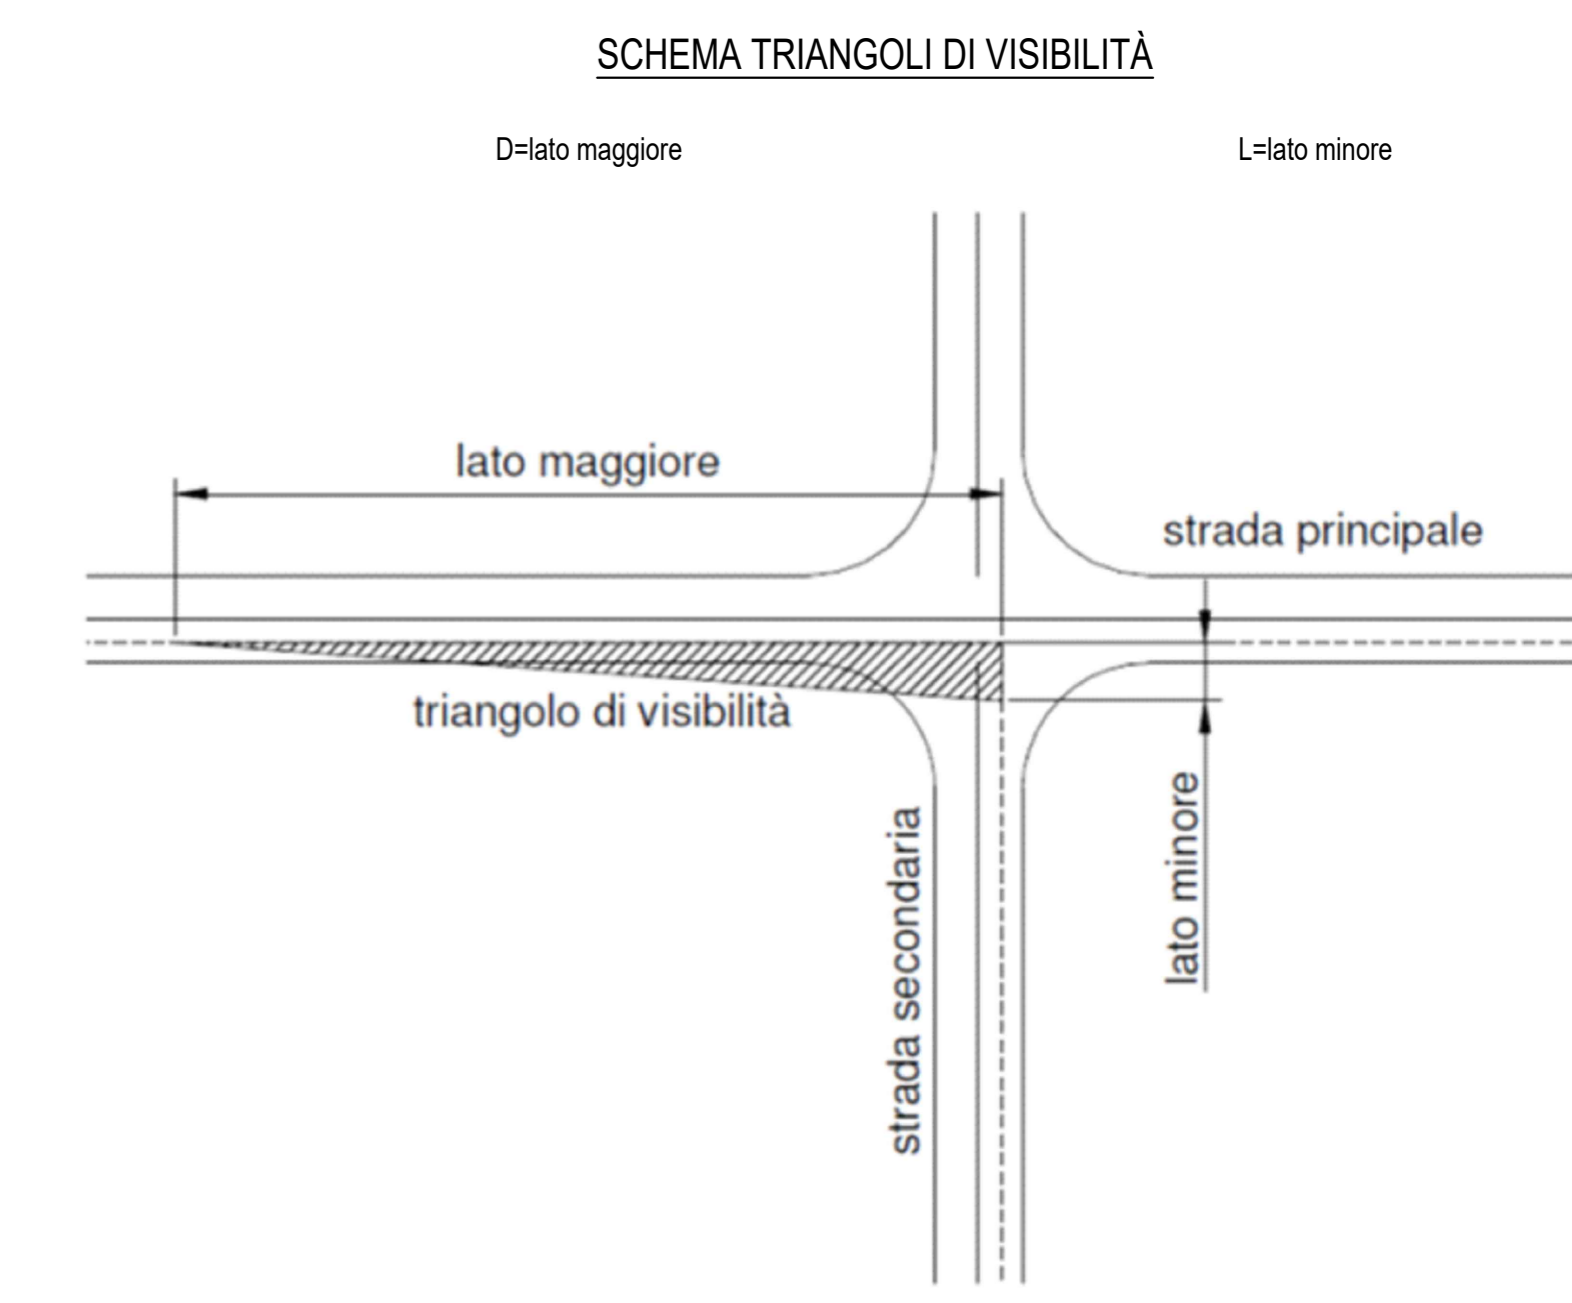 SCHEMA TRIANGOLI DI VISIBILITÀ
D=lato maggiore
L=lato minore
lato maggiore
strada principale
triangolo di visibilità
strada secondaria
lato minore